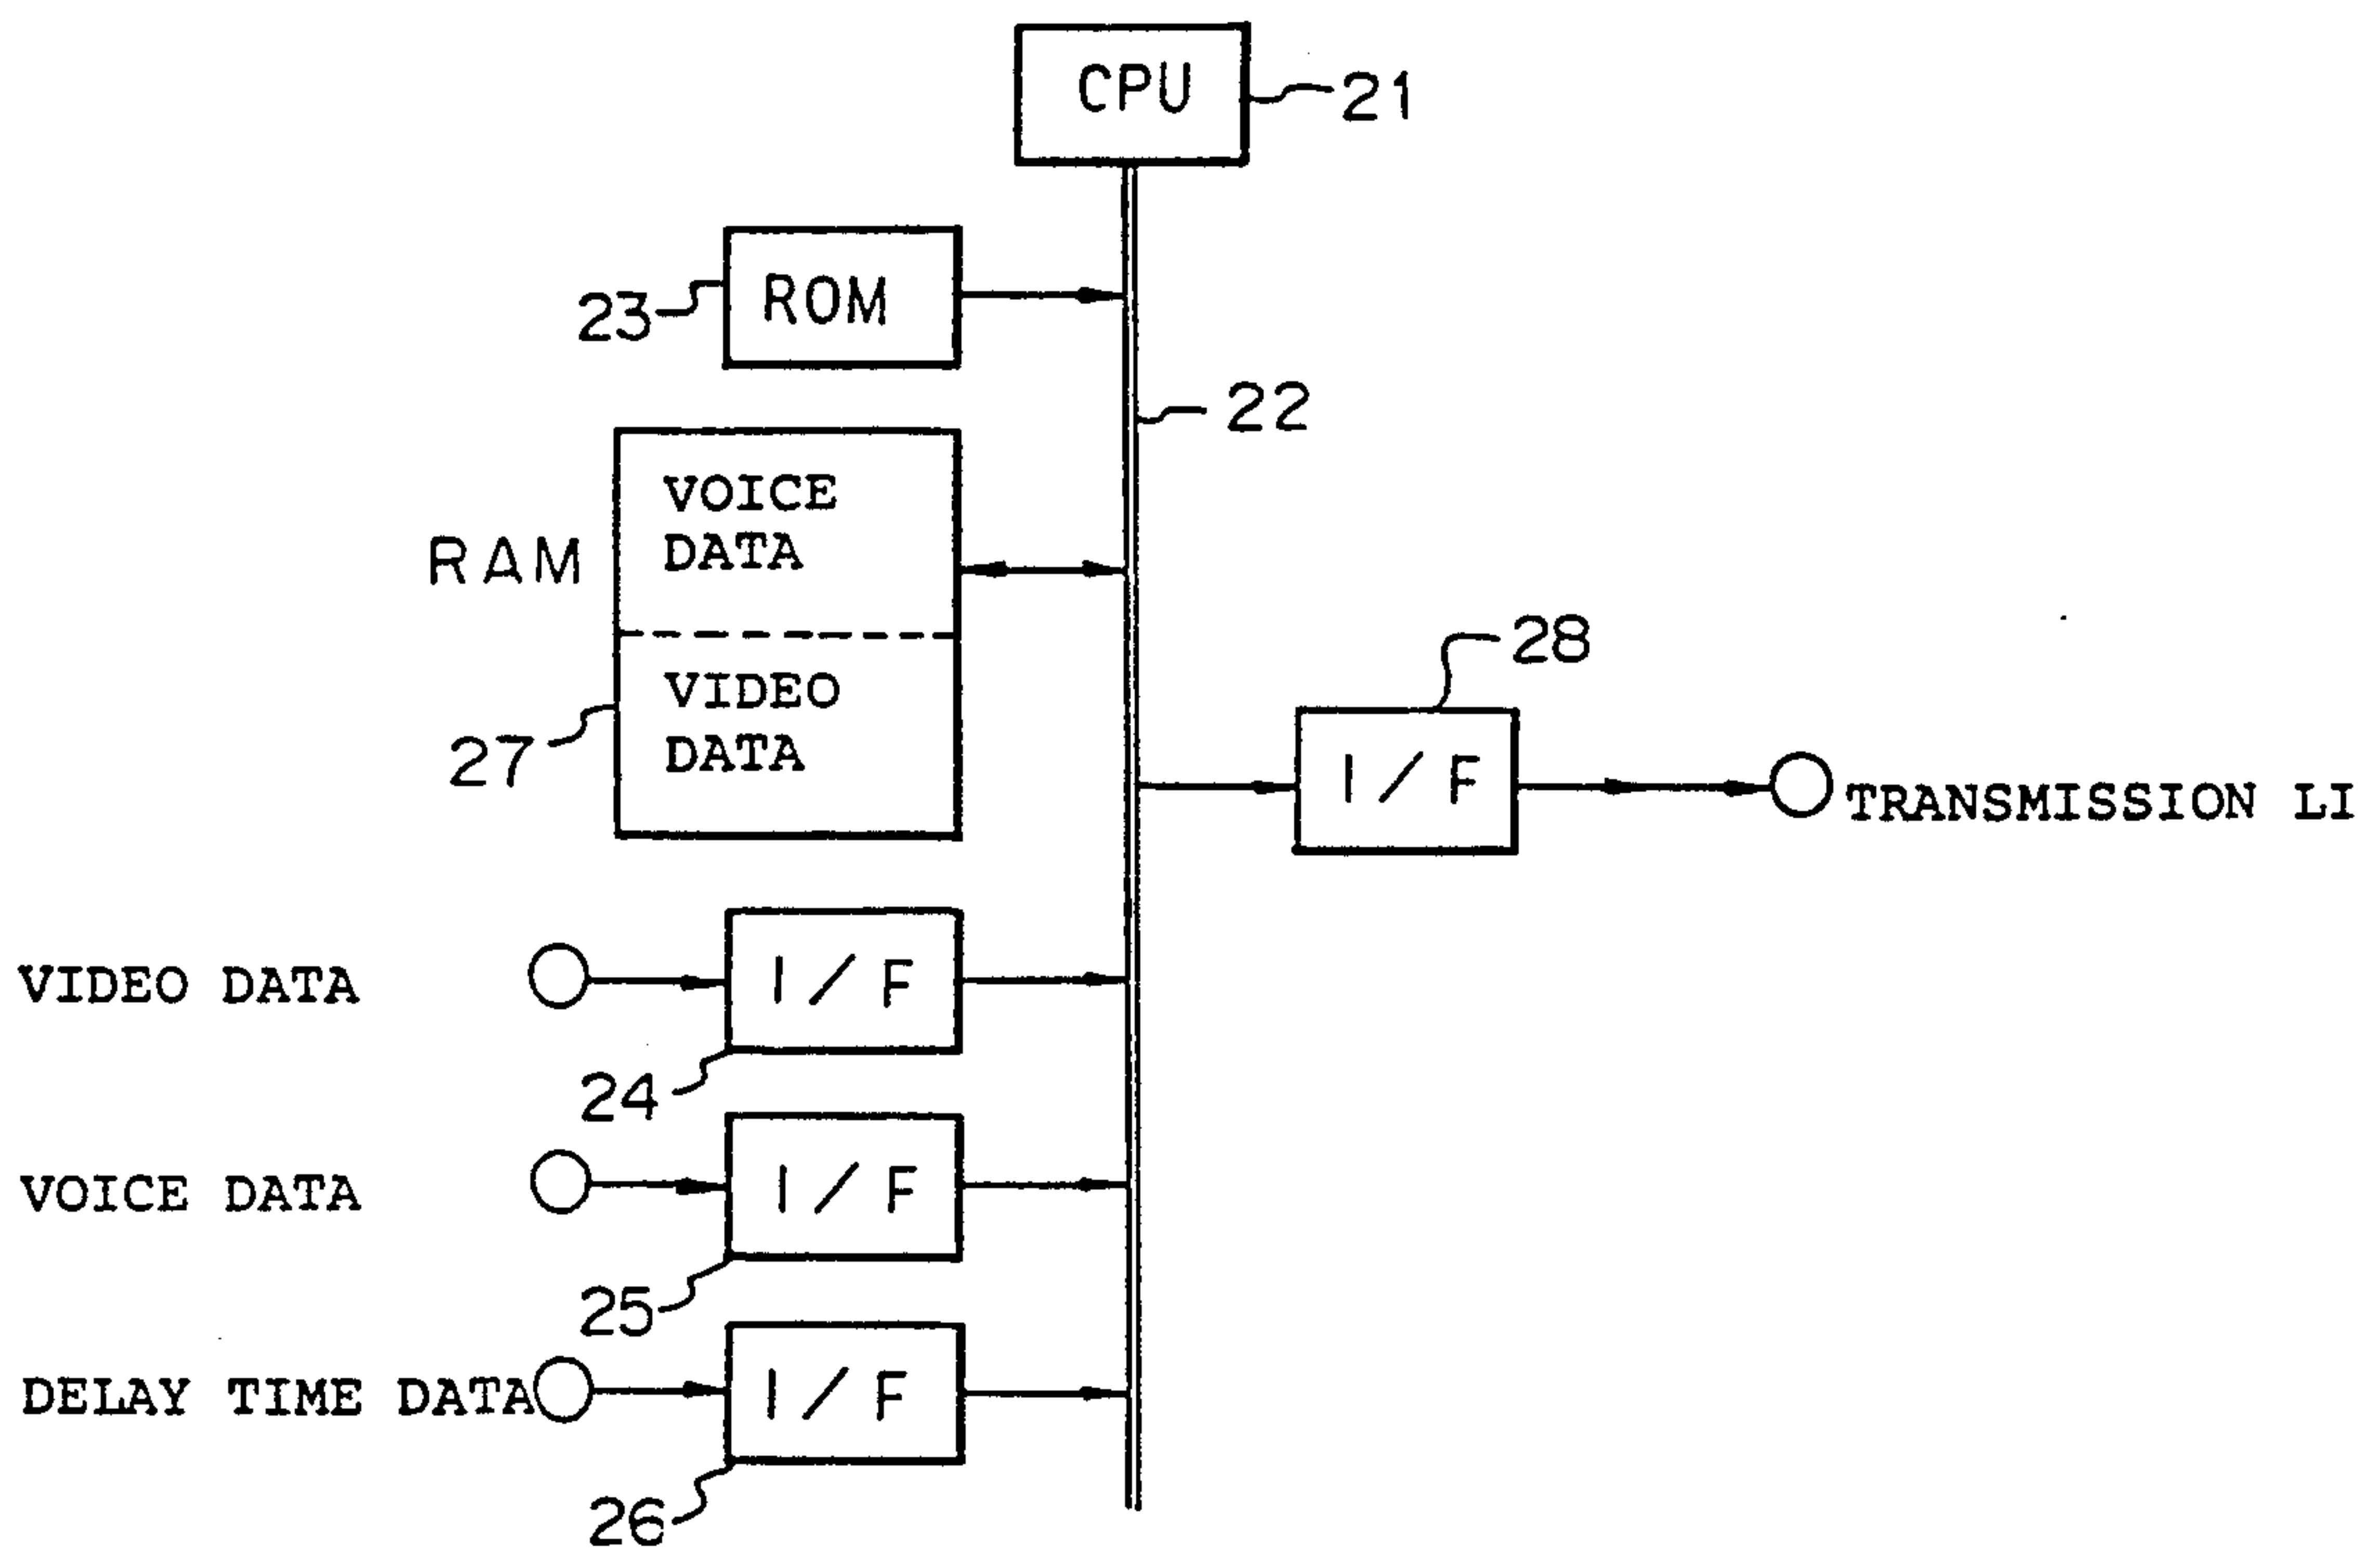 CPU
21
ROM
23
22
VOICE
DATA
RAM
VIDEO
DATA
27
28
I/F
TRANSMISSION LI
VIDEO DATA
I/F
24
VOICE DATA
I/F
25
DELAY TIME DATA
I/F
26